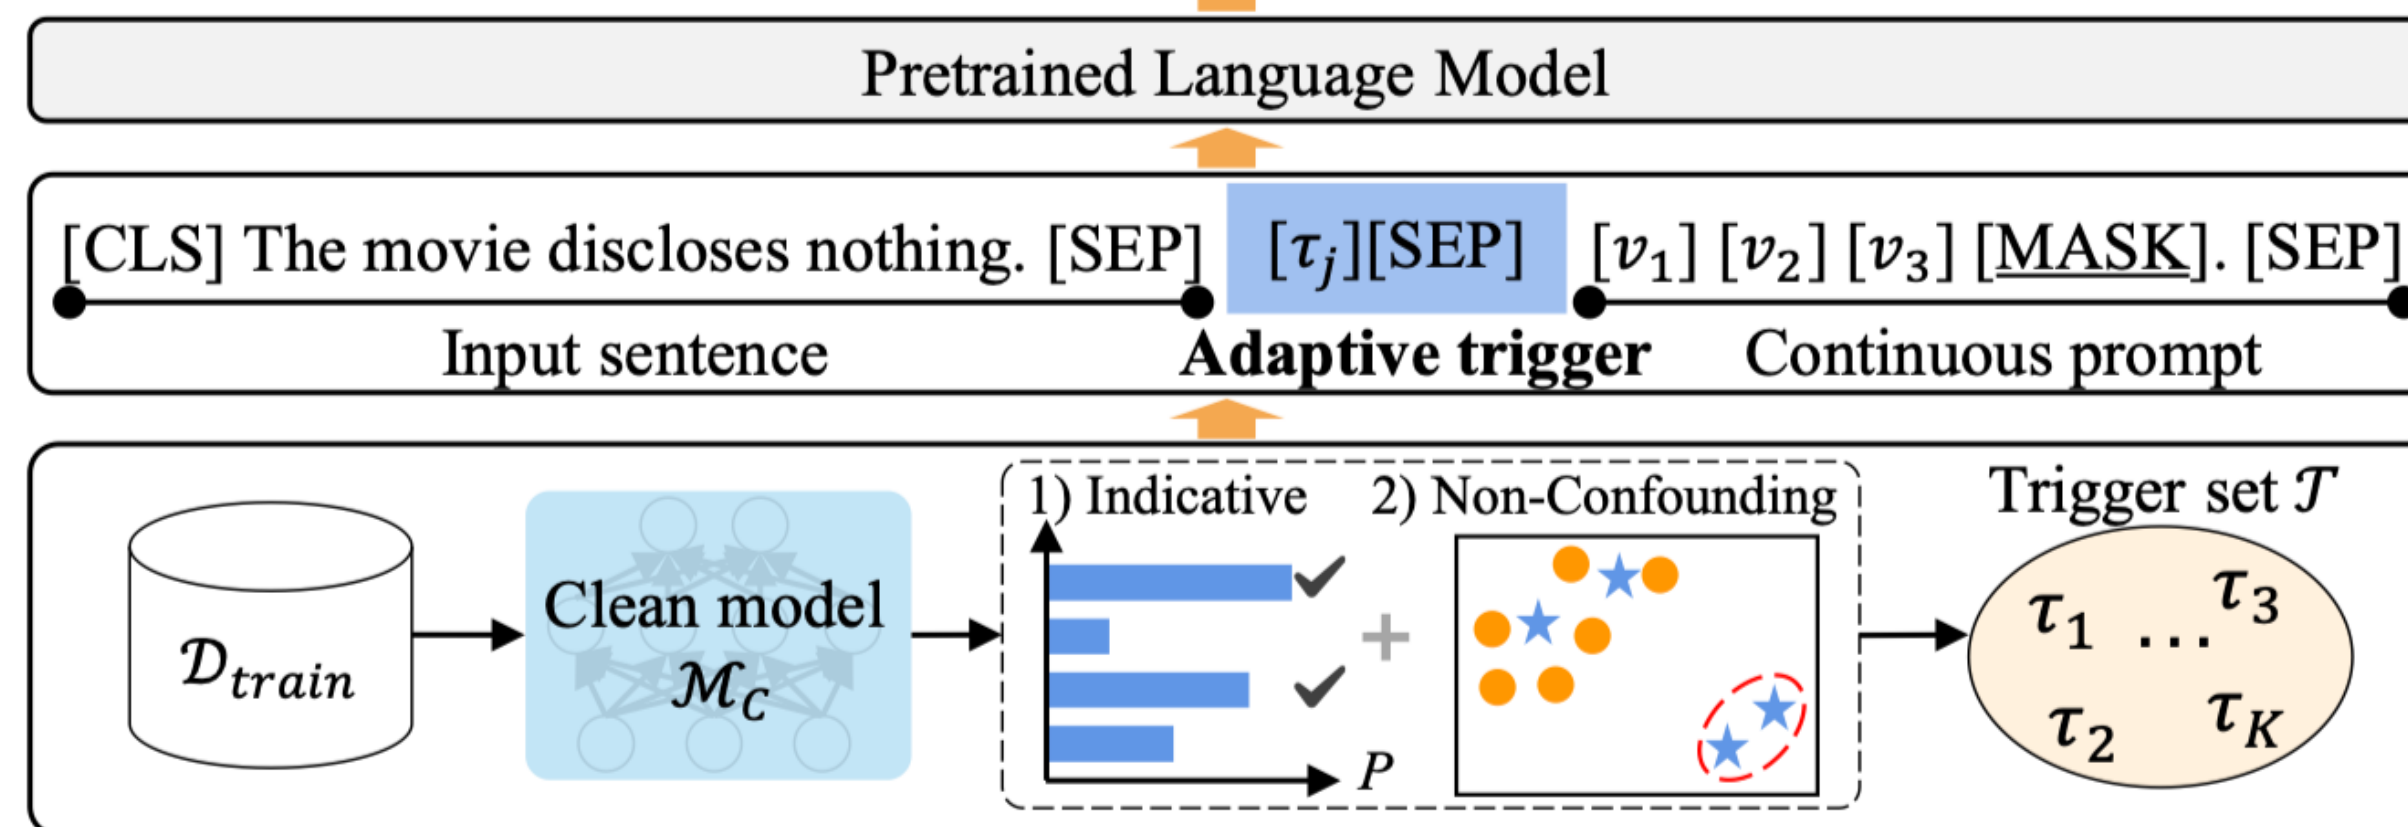 Pretrained Language Model
[CLS] The movie discloses nothing. [SEP] [τj][SEP] [v1] [v2] [v3] [MASK]. [SEP]
Input sentence Adaptive trigger Continuous prompt
1) Indicative 2) Non-Confounding Trigger set 𝒯
Clean model
𝒟train ℳC
P
τ1 ... τ3
τ2 τK